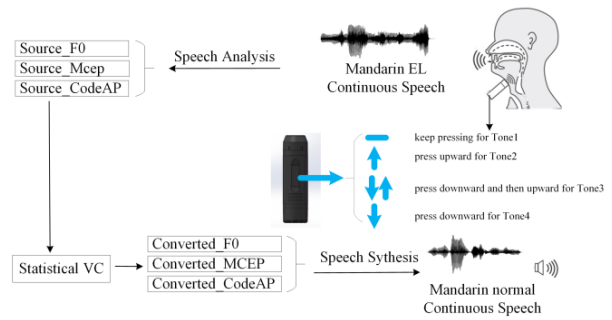 Source_F0
Source_Mcep
Source_CodeAP
Speech Analysis
Mandarin EL
Continuous Speech
keep pressing for Tone1
press upward for Tone2
press downward and then upward for Tone3
press downward for Tone4
Statistical VC
Converted_F0
Converted_MCEP
Converted_CodeAP
Speech Sythesis
Mandarin normal
Continuous Speech